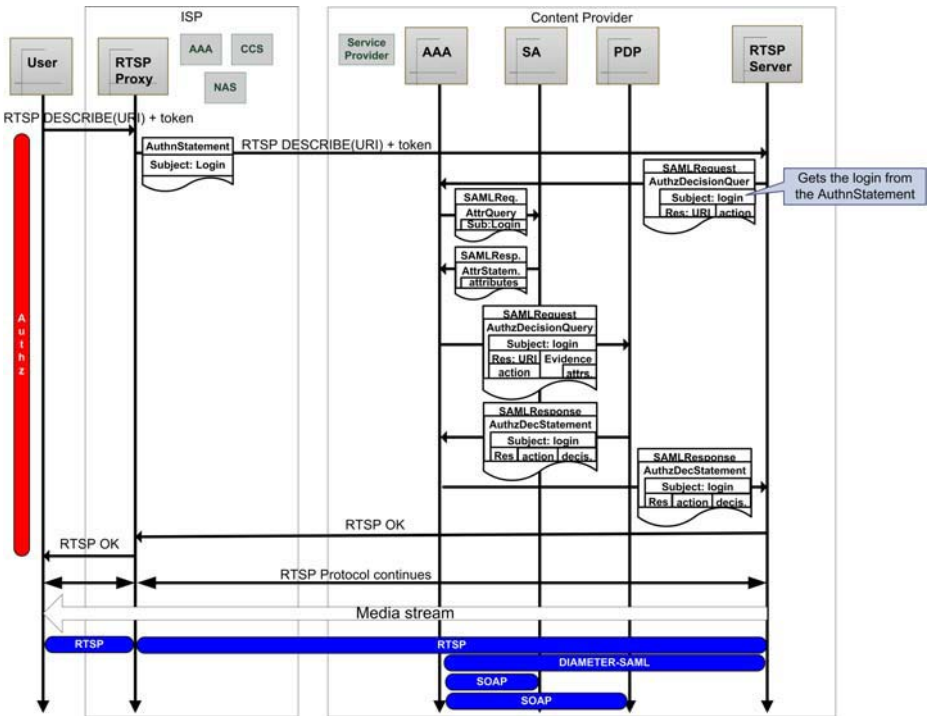 ISP
Content Provider
User
RTSP
Proxy
AAA
CCS
NAS
Service
Provider
AAA
SA
PDP
RTSP
Server
RTSP DESCRIBE(URI) + token
AuthnStatement
Subject: Login
RTSP DESCRIBE(URI) + token
SAMLRequest
AuthzDecisionQuer
Subject: login
Res: URI action
Gets the login from
the AuthnStatement
SAMLReq.
AttrQuery
Sub:Login
SAMLResp.
AttrStatem.
attributes
SAMLRequest
AuthzDecisionQuery
Subject: login
Res: URI Evidence
action attrs.
SAMLResponse
AuthzDecStatement
Subject: login
Res action decis.
SAMLResponse
AuthzDecStatement
Subject: login
Res action decis.
Authz
RTSP OK
RTSP OK
RTSP Protocol continues
Media stream
RTSP
RTSP
DIAMETER-SAML
SOAP
SOAP